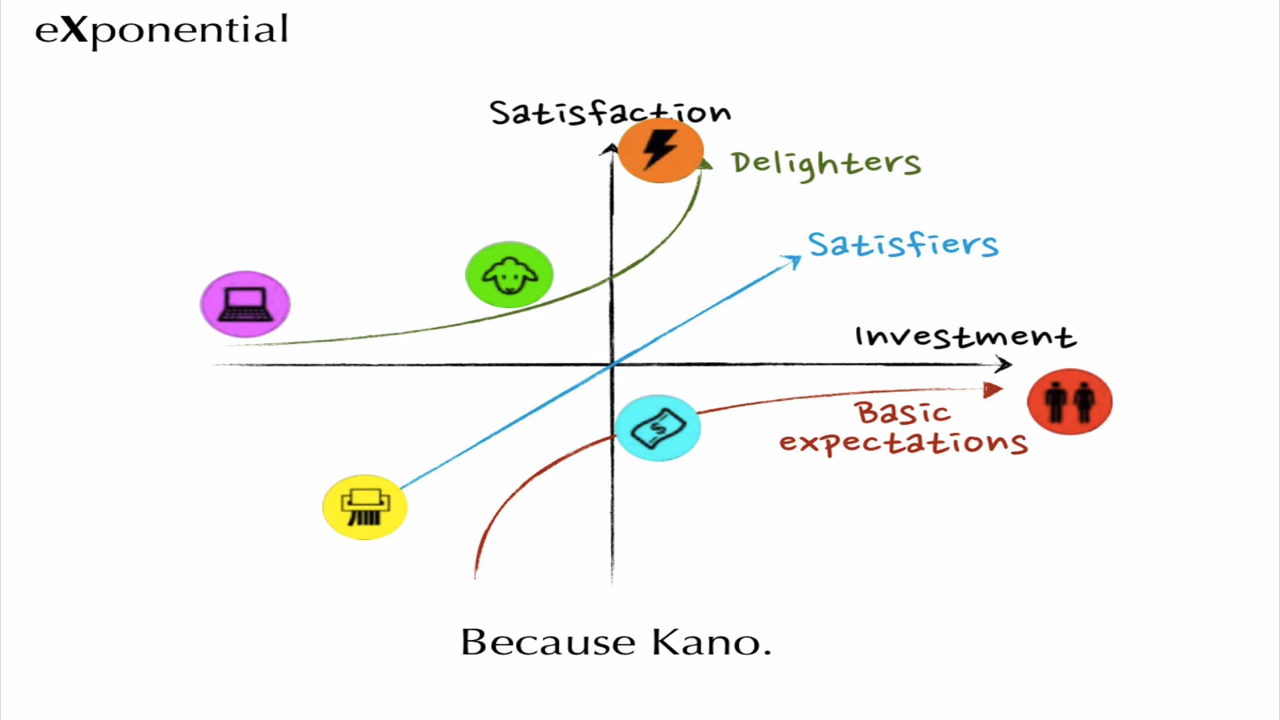 eXponential
Satisfaction
Delighters
Satisfiers
Investment
Basic
expectations
$
Because Kano.